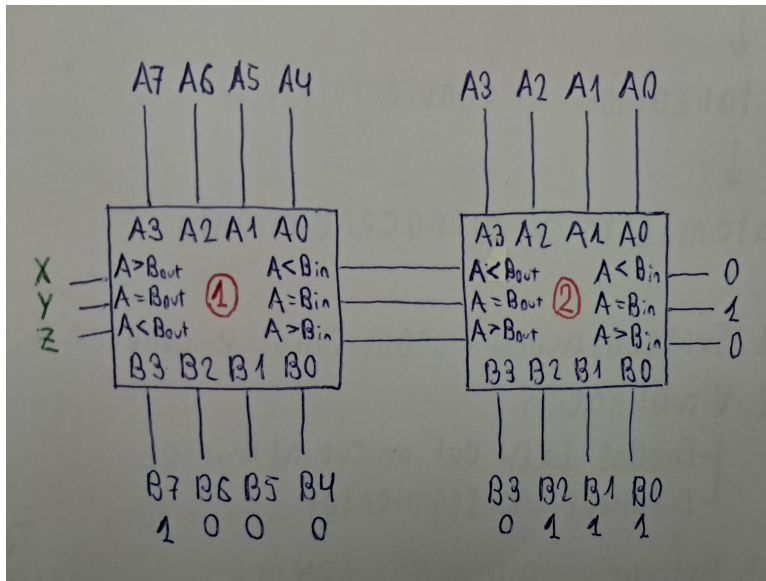 A7 A6 A5 A4 A3 A2 A1 A0
A3 A2 A1 A0 A3 A2 A1 A0
X A>Bout 1 A<Bin A<Bout 2 A<Bin 0
Y A=Bout A=Bin A=Bout A=Bin 1
Z A<Bout A>Bin A>Bout A>Bin 0
B3 B2 B1 B0 B3 B2 B1 B0
B7 B6 B5 B4 B3 B2 B1 B0
1 0 0 0 0 1 1 1